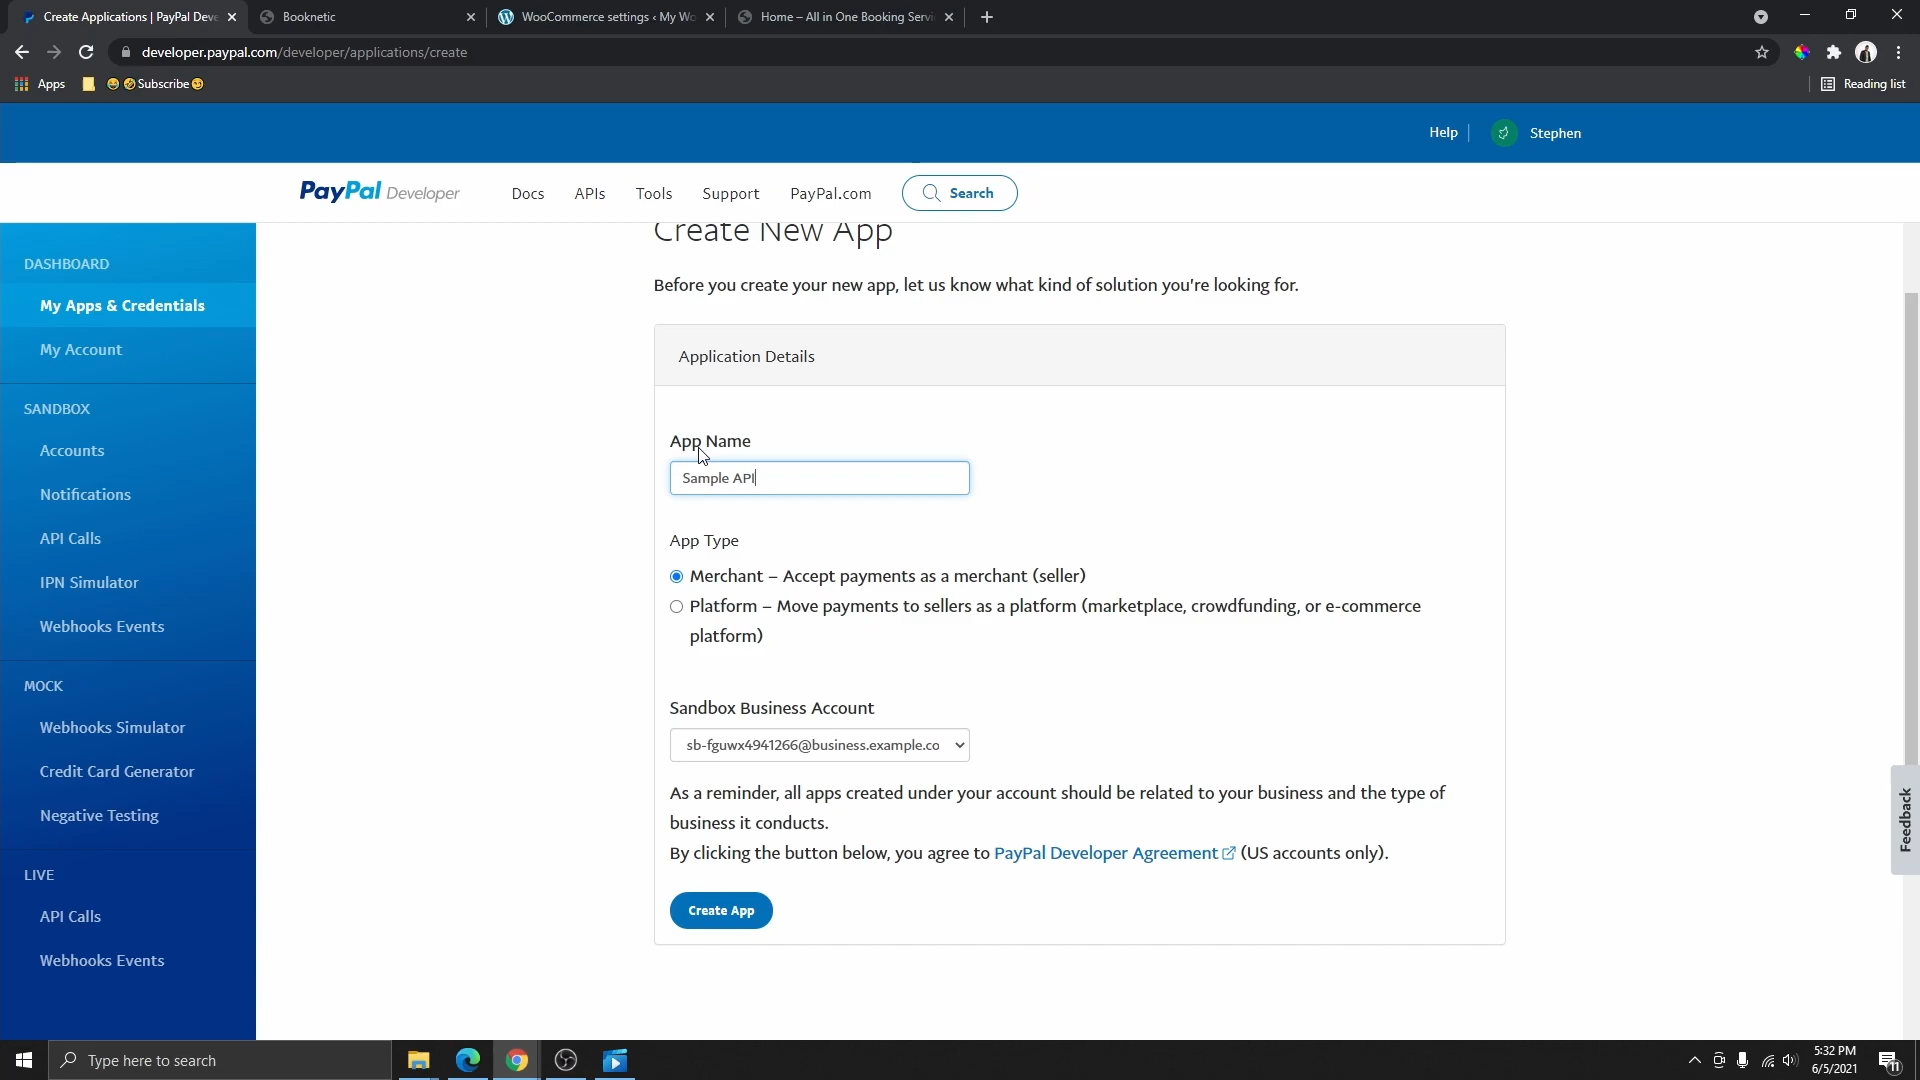 Create Applications | PayPal Deve
Booknetic
WooCommerce settings ‹ My Wo
Home – All in One Booking Servi
developer.paypal.com/developer/applications/create
Apps
Subscribe
Reading list
Help
Stephen
PayPal Developer
Docs
APIs
Tools
Support
PayPal.com
Search
DASHBOARD
My Apps & Credentials
My Account
SANDBOX
Accounts
Notifications
API Calls
IPN Simulator
Webhooks Events
MOCK
Webhooks Simulator
Credit Card Generator
Negative Testing
LIVE
API Calls
Webhooks Events
Create New App
Before you create your new app, let us know what kind of solution you're looking for.
Application Details
App Name
Sample API
App Type
Merchant – Accept payments as a merchant (seller)
Platform – Move payments to sellers as a platform (marketplace, crowdfunding, or e-commerce
platform)
Sandbox Business Account
sb-fguwx4941266@business.example.co
As a reminder, all apps created under your account should be related to your business and the type of
business it conducts.
By clicking the button below, you agree to PayPal Developer Agreement (US accounts only).
Create App
Feedback
Type here to search
5:32 PM
6/5/2021
11